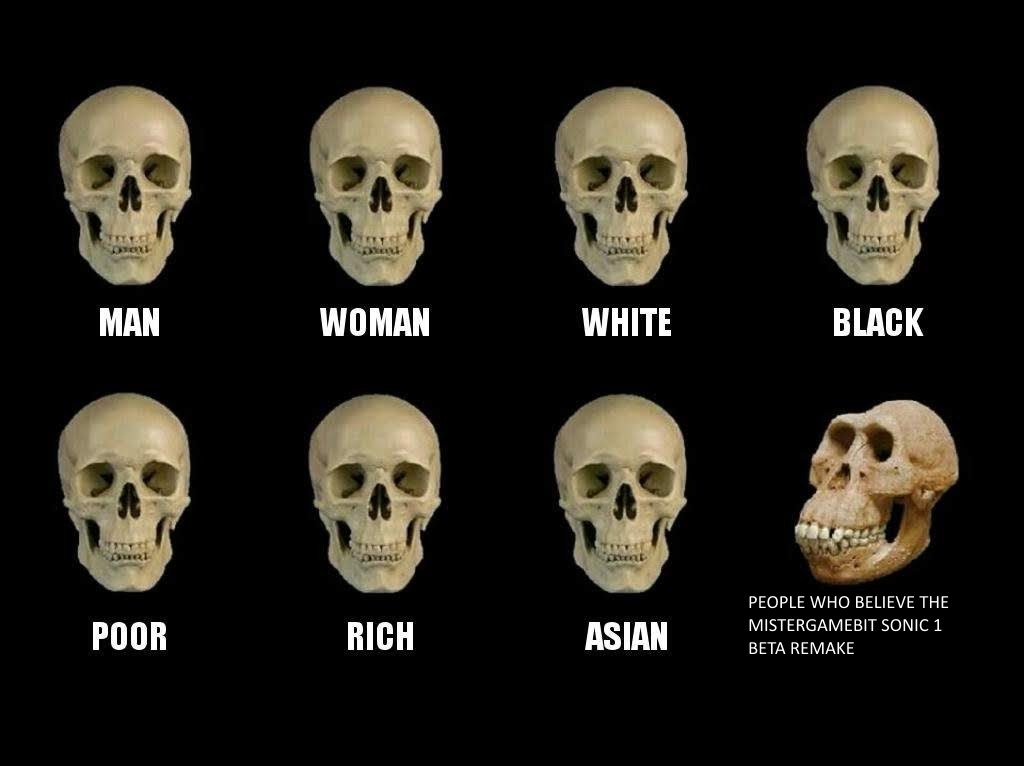 MAN
WOMAN
WHITE
BLACK
POOR
RICH
ASIAN
PEOPLE WHO BELIEVE THE
MISTERGAMEBIT SONIC 1
BETA REMAKE